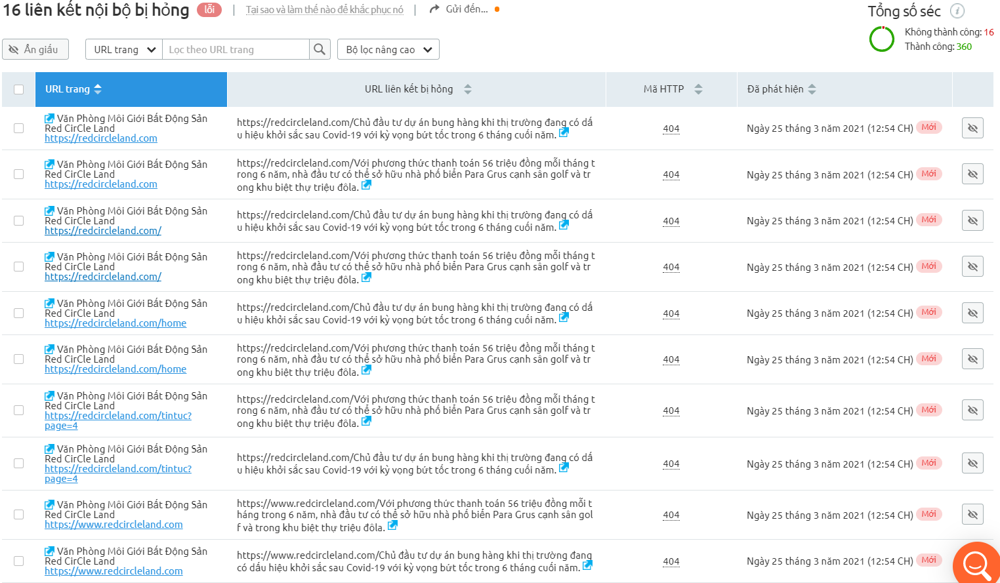 16 liên kết nội bộ bị hỏng lỗi Tại sao và làm thế nào để khắc phục nó Gửi đến...
Tổng số séc i
Không thành công: 16
Thành công: 360
Ẩn giấu URL trang Lọc theo URL trang Bộ lọc nâng cao
URL trang URL liên kết bị hỏng Mã HTTP Đã phát hiện
Văn Phòng Môi Giới Bất Động Sản
Red CirCle Land
https://redcircleland.com
https://redcircleland.com/Chủ đầu tư dự án bung hàng khi thị trường đang có dấ
u hiệu khởi sắc sau Covid-19 với kỳ vọng bứt tốc trong 6 tháng cuối năm.
404
Ngày 25 tháng 3 năm 2021 (12:54 CH) Mới
Văn Phòng Môi Giới Bất Động Sản
Red CirCle Land
https://redcircleland.com
https://redcircleland.com/Với phương thức thanh toán 56 triệu đồng mỗi tháng t
rong 6 năm, nhà đầu tư có thể sở hữu nhà phố biển Para Grus cạnh sân golf và tr
ong khu biệt thự triệu đôla.
404
Ngày 25 tháng 3 năm 2021 (12:54 CH) Mới
Văn Phòng Môi Giới Bất Động Sản
Red CirCle Land
https://redcircleland.com/
https://redcircleland.com/Chủ đầu tư dự án bung hàng khi thị trường đang có dấ
u hiệu khởi sắc sau Covid-19 với kỳ vọng bứt tốc trong 6 tháng cuối năm.
404
Ngày 25 tháng 3 năm 2021 (12:54 CH) Mới
Văn Phòng Môi Giới Bất Động Sản
Red CirCle Land
https://redcircleland.com/
https://redcircleland.com/Với phương thức thanh toán 56 triệu đồng mỗi tháng t
rong 6 năm, nhà đầu tư có thể sở hữu nhà phố biển Para Grus cạnh sân golf và tr
ong khu biệt thự triệu đôla.
404
Ngày 25 tháng 3 năm 2021 (12:54 CH) Mới
Văn Phòng Môi Giới Bất Động Sản
Red CirCle Land
https://redcircleland.com/home
https://redcircleland.com/Chủ đầu tư dự án bung hàng khi thị trường đang có dấ
u hiệu khởi sắc sau Covid-19 với kỳ vọng bứt tốc trong 6 tháng cuối năm.
404
Ngày 25 tháng 3 năm 2021 (12:54 CH) Mới
Văn Phòng Môi Giới Bất Động Sản
Red CirCle Land
https://redcircleland.com/home
https://redcircleland.com/Với phương thức thanh toán 56 triệu đồng mỗi tháng t
rong 6 năm, nhà đầu tư có thể sở hữu nhà phố biển Para Grus cạnh sân golf và tr
ong khu biệt thự triệu đôla.
404
Ngày 25 tháng 3 năm 2021 (12:54 CH) Mới
Văn Phòng Môi Giới Bất Động Sản
Red CirCle Land
https://redcircleland.com/tintuc?
page=4
https://redcircleland.com/Với phương thức thanh toán 56 triệu đồng mỗi tháng t
rong 6 năm, nhà đầu tư có thể sở hữu nhà phố biển Para Grus cạnh sân golf và tr
ong khu biệt thự triệu đôla.
404
Ngày 25 tháng 3 năm 2021 (12:54 CH) Mới
Văn Phòng Môi Giới Bất Động Sản
Red CirCle Land
https://redcircleland.com/tintuc?
page=4
https://redcircleland.com/Chủ đầu tư dự án bung hàng khi thị trường đang có dấ
u hiệu khởi sắc sau Covid-19 với kỳ vọng bứt tốc trong 6 tháng cuối năm.
404
Ngày 25 tháng 3 năm 2021 (12:54 CH) Mới
Văn Phòng Môi Giới Bất Động Sản
Red CirCle Land
https://www.redcircleland.com
https://www.redcircleland.com/Với phương thức thanh toán 56 triệu đồng mỗi t
háng trong 6 năm, nhà đầu tư có thể sở hữu nhà phố biển Para Grus cạnh sân gol
f và trong khu biệt thự triệu đôla.
404
Ngày 25 tháng 3 năm 2021 (12:54 CH) Mới
Văn Phòng Môi Giới Bất Động Sản
Red CirCle Land
https://www.redcircleland.com
https://www.redcircleland.com/Chủ đầu tư dự án bung hàng khi thị trường đang
có dấu hiệu khởi sắc sau Covid-19 với kỳ vọng bứt tốc trong 6 tháng cuối năm.
404
Ngày 25 tháng 3 năm 2021 (12:54 CH) Mới